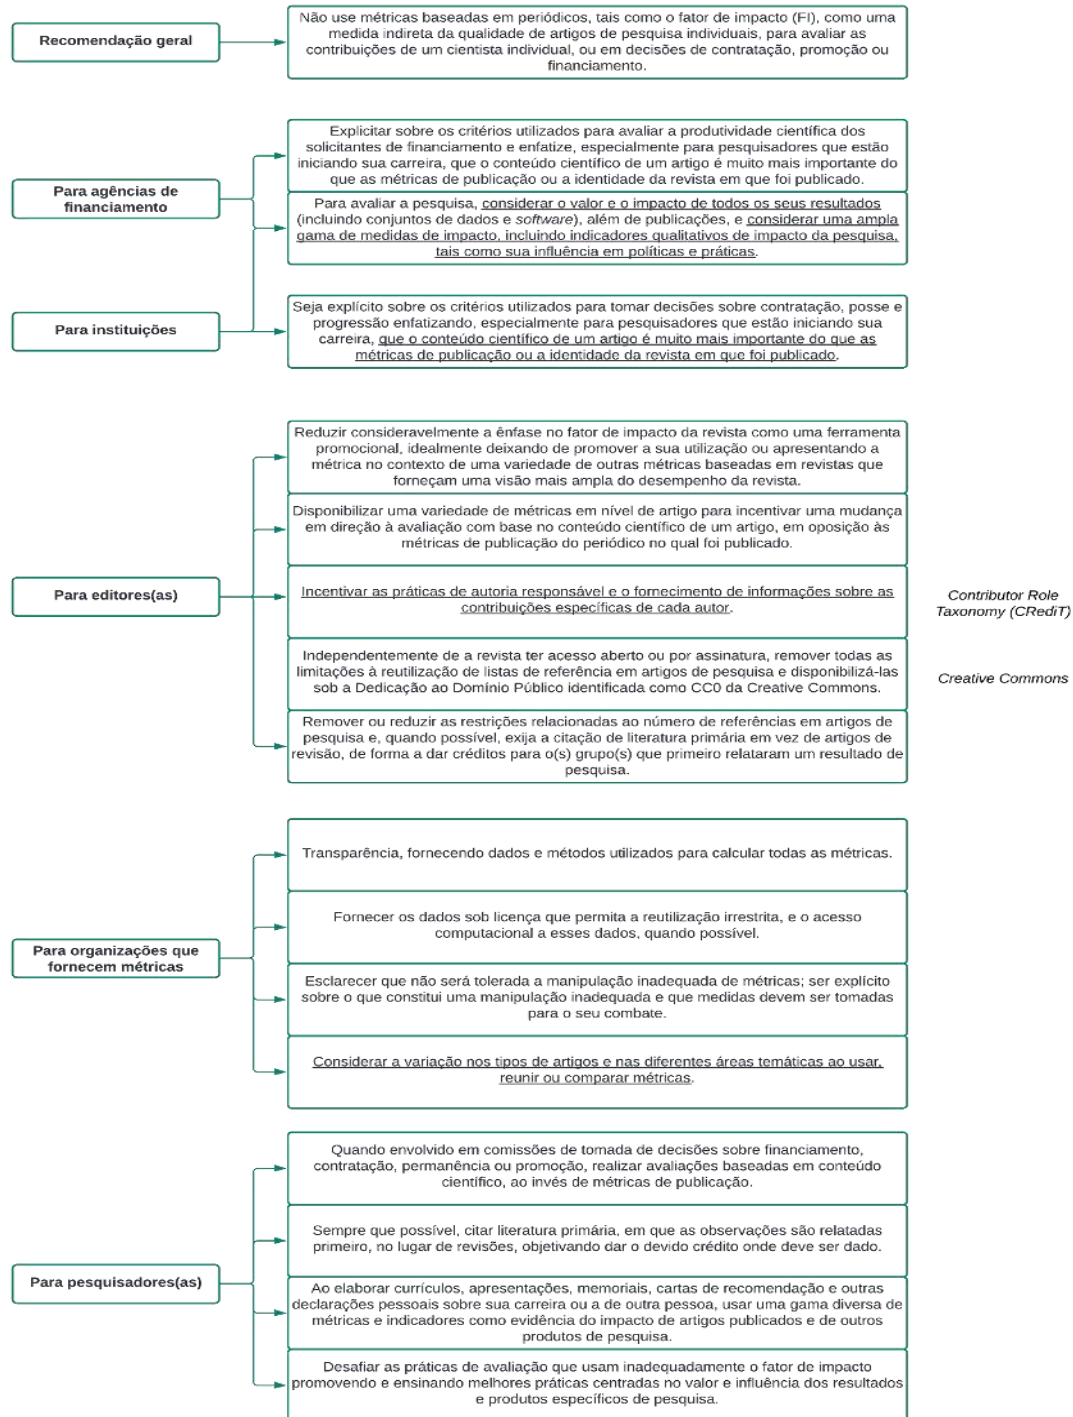 Recomendação geral
Não use métricas baseadas em periódicos, tais como o fator de impacto (FI), como uma
medida indireta da qualidade de artigos de pesquisa individuais, para avaliar as
contribuições de um cientista individual, ou em decisões de contratação, promoção ou
financiamento.
Para agências de
financiamento
Explicitar sobre os critérios utilizados para avaliar a produtividade científica dos
solicitantes de financiamento e enfatize, especialmente para pesquisadores que estão
iniciando sua carreira, que o conteúdo científico de um artigo é muito mais importante do
que as métricas de publicação ou a identidade da revista em que foi publicado.
Para avaliar a pesquisa, considerar o valor e o impacto de todos os seus resultados
(incluindo conjuntos de dados e software), além de publicações, e considerar uma ampla
gama de medidas de impacto, incluindo indicadores qualitativos de impacto da pesquisa,
tais como sua influência em políticas e práticas.
Para instituições
Seja explícito sobre os critérios utilizados para tomar decisões sobre contratação, posse e
progressão enfatizando, especialmente para pesquisadores que estão iniciando sua
carreira, que o conteúdo científico de um artigo é muito mais importante do que as
métricas de publicação ou a identidade da revista em que foi publicado.
Para editores(as)
Reduzir consideravelmente a ênfase no fator de impacto da revista como uma ferramenta
promocional, idealmente deixando de promover a sua utilização ou apresentando a
métrica no contexto de uma variedade de outras métricas baseadas em revistas que
forneçam uma visão mais ampla do desempenho da revista.
Disponibilizar uma variedade de métricas em nível de artigo para incentivar uma mudança
em direção à avaliação com base no conteúdo científico de um artigo, em oposição às
métricas de publicação do periódico no qual foi publicado.
Incentivar as práticas de autoria responsável e o fornecimento de informações sobre as
contribuições específicas de cada autor.
Contributor Role
Taxonomy (CRediT)
Independentemente de a revista ter acesso aberto ou por assinatura, remover todas as
limitações à reutilização de listas de referência em artigos de pesquisa e disponibilizá-las
sob a Dedicação ao Domínio Público identificada como CC0 da Creative Commons.
Creative Commons
Remover ou reduzir as restrições relacionadas ao número de referências em artigos de
pesquisa e, quando possível, exija a citação de literatura primária em vez de artigos de
revisão, de forma a dar créditos para o(s) grupo(s) que primeiro relataram um resultado de
pesquisa.
Para organizações que
fornecem métricas
Transparência, fornecendo dados e métodos utilizados para calcular todas as métricas.
Fornecer os dados sob licença que permita a reutilização irrestrita, e o acesso
computacional a esses dados, quando possível.
Esclarecer que não será tolerada a manipulação inadequada de métricas; ser explícito
sobre o que constitui uma manipulação inadequada e que medidas devem ser tomadas
para o seu combate.
Considerar a variação nos tipos de artigos e nas diferentes áreas temáticas ao usar,
reunir ou comparar métricas.
Para pesquisadores(as)
Quando envolvido em comissões de tomada de decisões sobre financiamento,
contratação, permanência ou promoção, realizar avaliações baseadas em conteúdo
científico, ao invés de métricas de publicação.
Sempre que possível, citar literatura primária, em que as observações são relatadas
primeiro, no lugar de revisões, objetivando dar o devido crédito onde deve ser dado.
Ao elaborar currículos, apresentações, memoriais, cartas de recomendação e outras
declarações pessoais sobre sua carreira ou a de outra pessoa, usar uma gama diversa de
métricas e indicadores como evidência do impacto de artigos publicados e de outros
produtos de pesquisa.
Desafiar as práticas de avaliação que usam inadequadamente o fator de impacto
promovendo e ensinando melhores práticas centradas no valor e influência dos resultados
e produtos específicos de pesquisa.